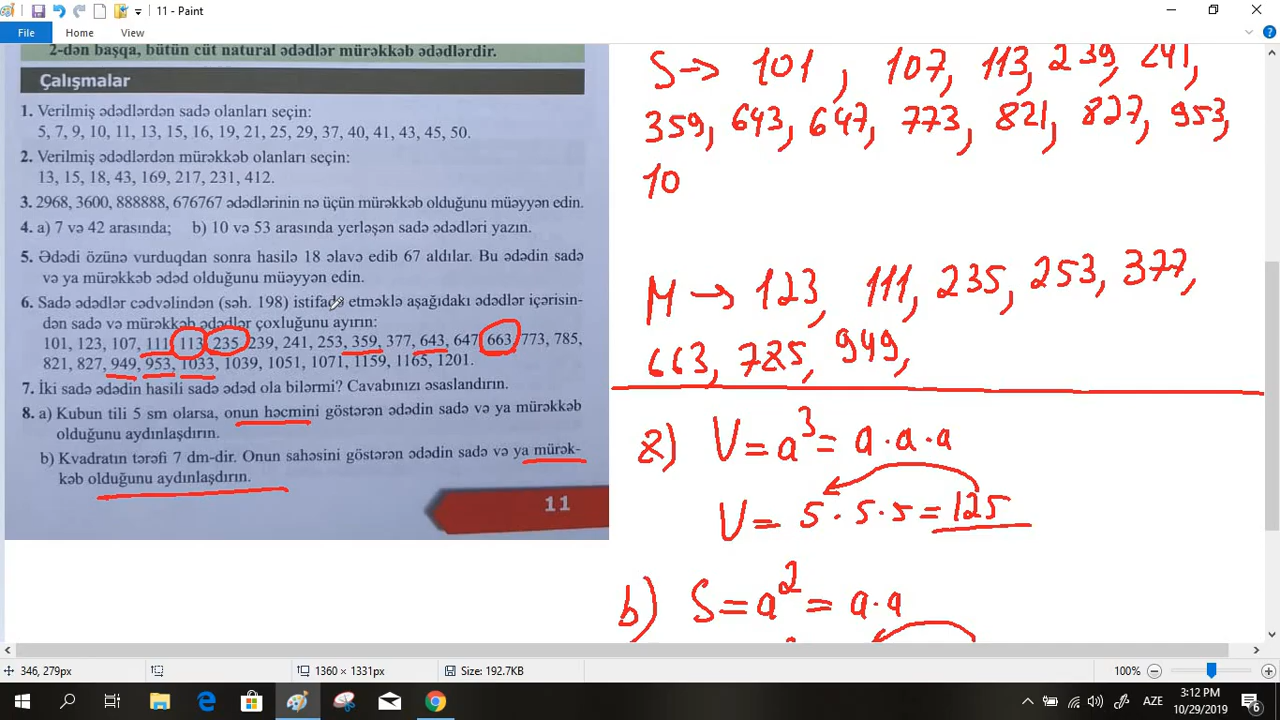 11 - Paint
File Home View
2-dən başqa, bütün cüt natural ədədlər mürəkkəb ədədlərdir.
Çalışmalar
1. Verilmiş ədədlərdən sadə olanları seçin:
5, 7, 9, 10, 11, 13, 15, 16, 19, 21, 25, 29, 37, 40, 41, 43, 45, 50.
2. Verilmiş ədədlərdən mürəkkəb olanları seçin:
13, 15, 18, 43, 169, 217, 231, 412.
3. 2968, 3600, 888888, 676767 ədədlərinin nə üçün mürəkkəb olduğunu müəyyən edin.
4. a) 7 və 42 arasında; b) 10 və 53 arasında yerləşən sadə ədədləri yazın.
5. Ədədi özünə vurduqdan sonra hasilə 18 əlavə edib 67 aldılar. Bu ədədin sadə
və ya mürəkkəb ədəd olduğunu müəyyən edin.
6. Sadə ədədlər cədvəlindən (səh. 198) istifadə etməklə aşağıdakı ədədlər içərisin-
dən sadə və mürəkkəb ədədlər çoxluğunu ayırın:
101, 123, 107, 111, 113, 235, 239, 241, 253, 359, 377, 643, 647, 663, 773, 785,
821, 827, 949, 953, 1033, 1039, 1051, 1071, 1159, 1165, 1201.
7. İki sadə ədədin hasili sadə ədəd ola bilərmi? Cavabınızı əsaslandırın.
8. a) Kubun tili 5 sm olarsa, onun həcmini göstərən ədədin sadə və ya mürəkkəb
olduğunu aydınlaşdırın.
b) Kvadratın tərəfi 7 dm-dir. Onun sahəsini göstərən ədədin sadə və ya mürək-
kəb olduğunu aydınlaşdırın.
11
S → 101, 107, 113, 239, 241,
359, 643, 647, 773, 821, 827, 953,
10
M → 123, 111, 235, 253, 377,
663, 785, 949,
a) V = a³ = a · a · a
V = 5 · 5 · 5 = 125
b) S = a² = a · a
346, 279px 1360 × 1331px Size: 192.7KB 100%
AZE 3:12 PM
10/29/2019 6